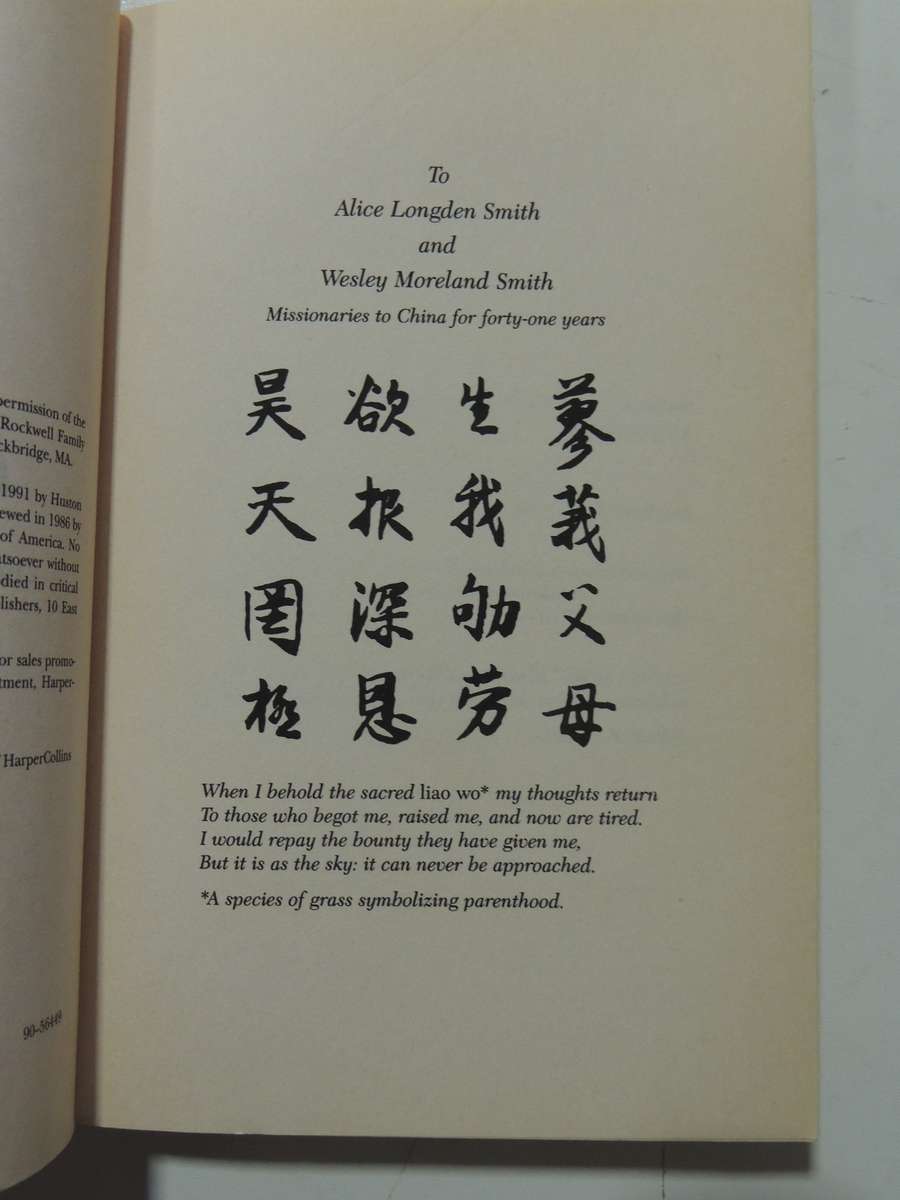 permission of the
Rockwell Family
ckbridge, MA.
1991 by Huston
ewed in 1986 by
of America. No
atsoever without
died in critical
lishers, 10 East
or sales promo-
tment, Harper-
HarperCollins
90–56449
To
Alice Longden Smith
and
Wesley Moreland Smith
Missionaries to China for forty-one years
蓼莪父母
生我劬劳
欲报深恩
昊天罔極
When I behold the sacred liao wo* my thoughts return
To those who begot me, raised me, and now are tired.
I would repay the bounty they have given me,
But it is as the sky: it can never be approached.
*A species of grass symbolizing parenthood.